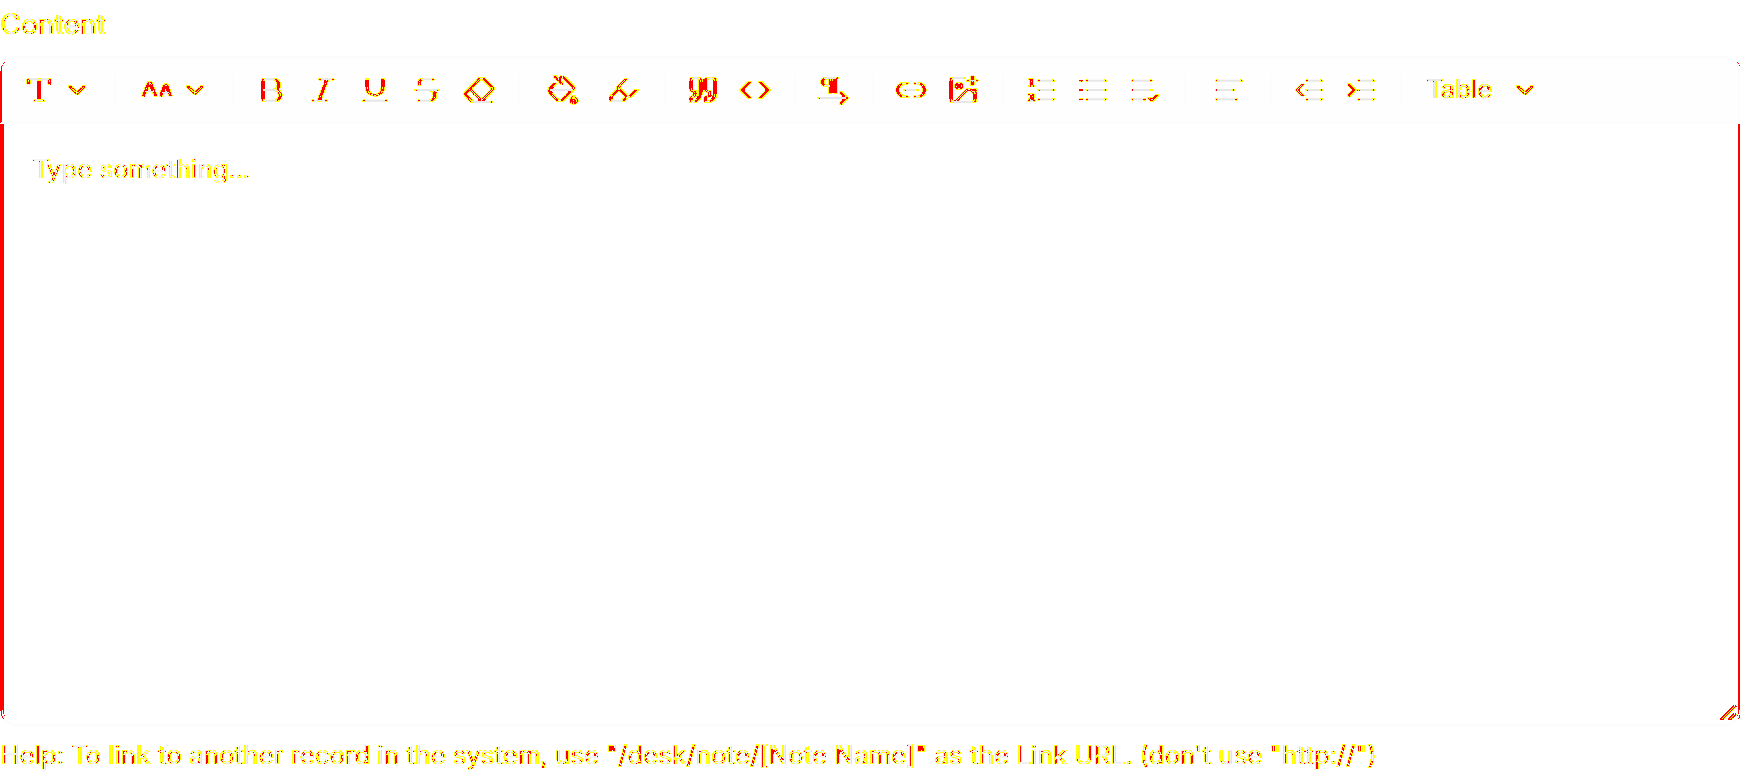 Content
Table
Type something...
Help: To link to another record in the system, use "/desk/note/[Note Name]" as the Link URL. (don't use "http://")